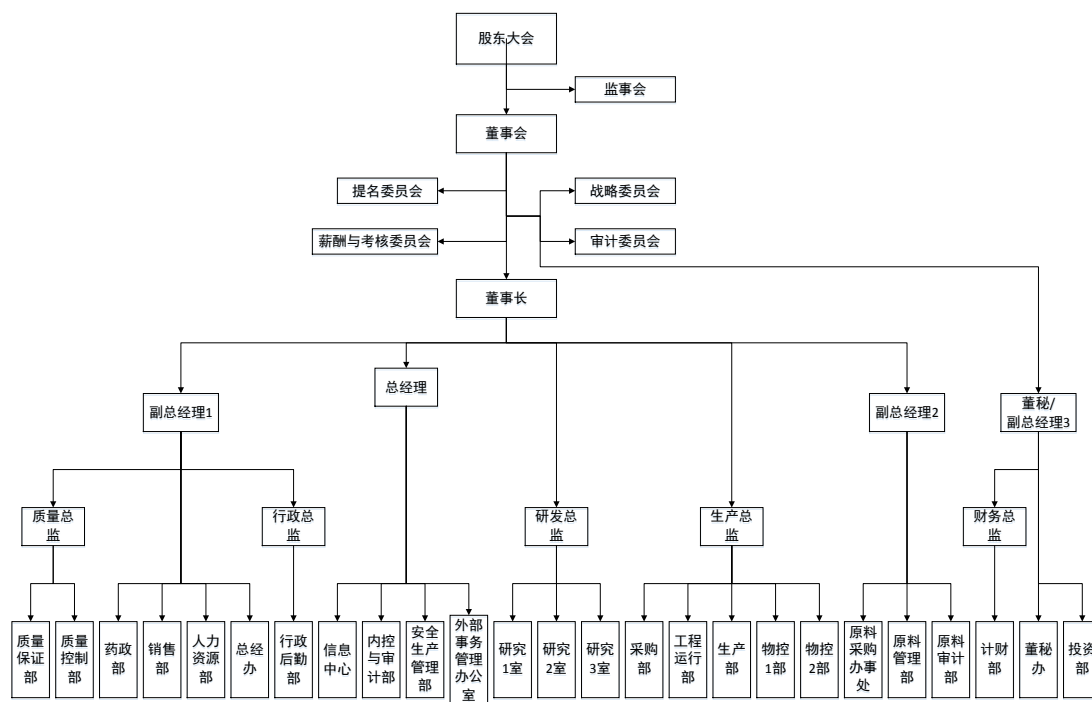 股东大会
监事会
董事会
提名委员会
战略委员会
薪酬与考核委员会
审计委员会
董事长
总经理
副总经理1
副总经理2
董秘/
副总经理3
质量总
监
行政总
监
研发总
监
生产总
监
财务总
监
质量
保证部
质量
控制部
药政
部
销售
部
人力
资源部
总经
办
行政
后勤
部
信息
中心
内控
与审
计部
安全
生产
管理
部
外部
事务
管理
办公
室
研究
1室
研究
2室
研究
3室
采购
部
工程
运行
部
生产
部
物控
1部
物控
2部
原料
采购
办事
处
原料
管理
部
原料
审计
部
计财
部
董秘
办
投资
部